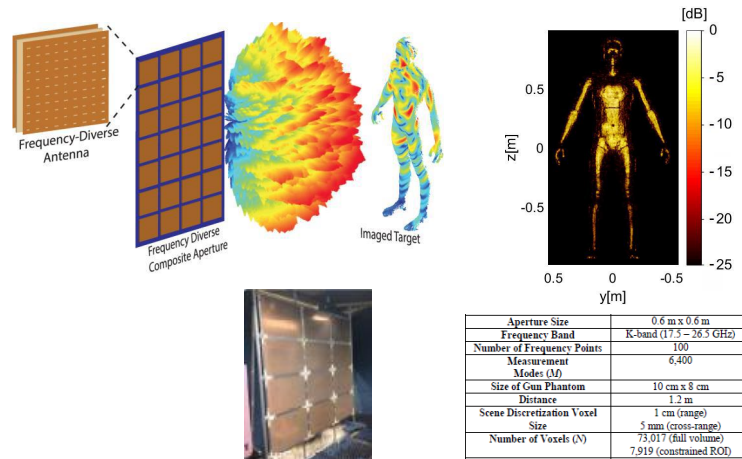 Frequency-Diverse
Antenna
Frequency Diverse
Composite Aperture
Imaged Target
[dB]
0
-5
-10
-15
-20
-25
0.5
0
-0.5
z[m]
0.5 0 -0.5
y[m]
Aperture Size 0.6 m x 0.6 m
Frequency Band K-band (17.5 – 26.5 GHz)
Number of Frequency Points 100
Measurement 6,400
Modes (M)
Size of Gun Phantom 10 cm x 8 cm
Distance 1.2 m
Scene Discretization Voxel 1 cm (range)
Size 5 mm (cross-range)
Number of Voxels (N) 73,017 (full volume)
7,919 (constrained ROI)